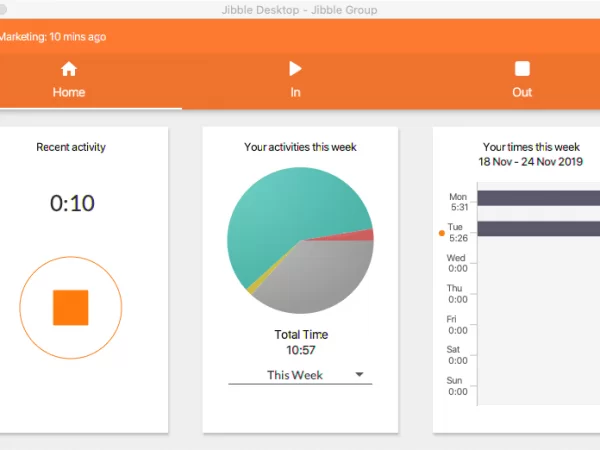 Jibble Desktop - Jibble Group
Marketing: 10 mins ago
Home
In
Out
Recent activity
0:10
Your activities this week
Total Time
10:57
This Week
Your times this week
18 Nov - 24 Nov 2019
Mon
5:31
Tue
5:26
Wed
0:00
Thu
0:00
Fri
0:00
Sat
0:00
Sun
0:00